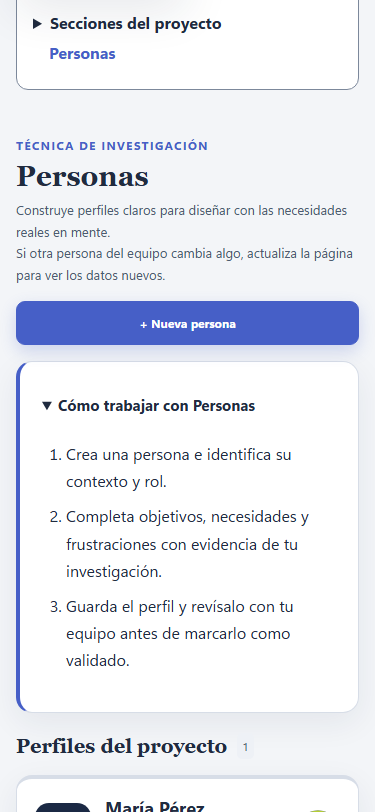 Secciones del proyecto
Personas
TÉCNICA DE INVESTIGACIÓN
Personas
Construye perfiles claros para diseñar con las necesidades
reales en mente.
Si otra persona del equipo cambia algo, actualiza la página
para ver los datos nuevos.
+ Nueva persona
Cómo trabajar con Personas
1. Crea una persona e identifica su
contexto y rol.
2. Completa objetivos, necesidades y
frustraciones con evidencia de tu
investigación.
3. Guarda el perfil y revísalo con tu
equipo antes de marcarlo como
validado.
Perfiles del proyecto 1
María Pérez